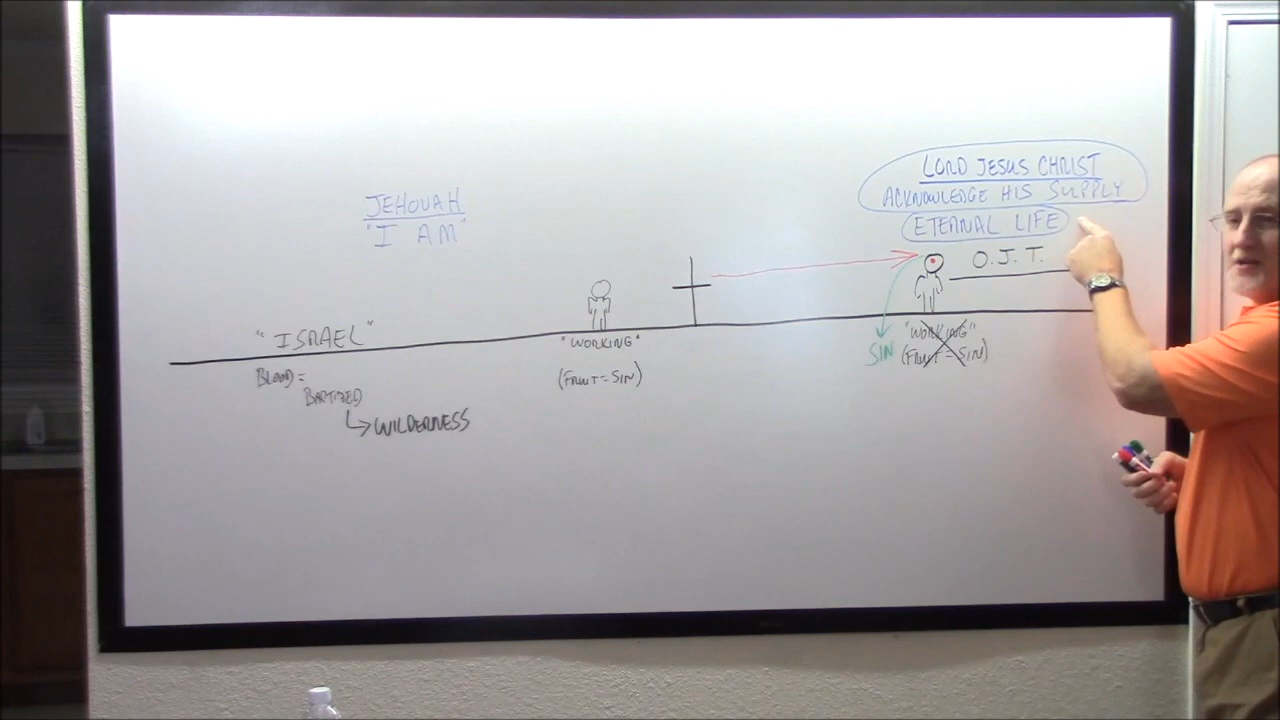 JEHOVAH
"I AM"
"ISRAEL"
BLOOD =
BAPTIZED
WILDERNESS
"WORKING"
(FRUIT = SIN)
LORD JESUS CHRIST
ACKNOWLEDGE HIS SUPPLY
ETERNAL LIFE
O.J.T.
SIN
"WORKING"
(FRUIT = SIN)